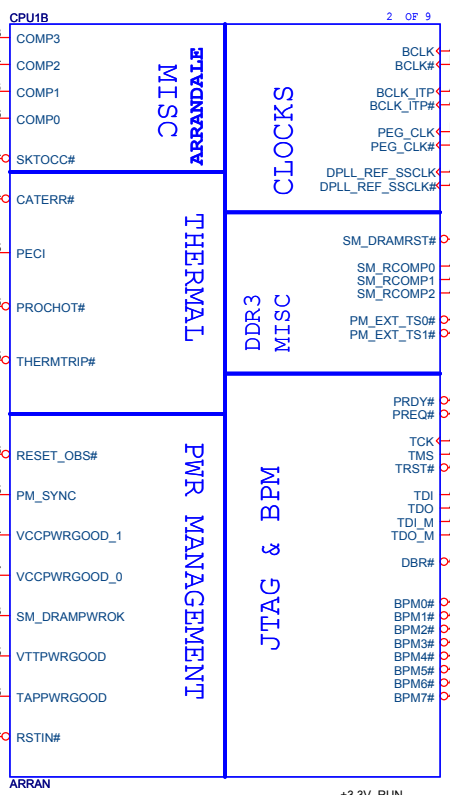 CPU1B
2 OF 9
COMP3
COMP2
COMP1
COMP0
SKTOCC#
MISC
ARRANDALE
CATERR#
PECI
PROCHOT#
THERMTRIP#
THERMAL
RESET_OBS#
PM_SYNC
VCCPWRGOOD_1
VCCPWRGOOD_0
SM_DRAMPWROK
VTTPWRGOOD
TAPPWRGOOD
RSTIN#
PWR MANAGEMENT
CLOCKS
BCLK
BCLK#
BCLK_ITP
BCLK_ITP#
PEG_CLK
PEG_CLK#
DPLL_REF_SSCLK
DPLL_REF_SSCLK#
DDR3
MISC
SM_DRAMRST#
SM_RCOMP0
SM_RCOMP1
SM_RCOMP2
PM_EXT_TS0#
PM_EXT_TS1#
JTAG & BPM
PRDY#
PREQ#
TCK
TMS
TRST#
TDI
TDO
TDI_M
TDO_M
DBR#
BPM0#
BPM1#
BPM2#
BPM3#
BPM4#
BPM5#
BPM6#
BPM7#
ARRAN
+3.3V_RUN